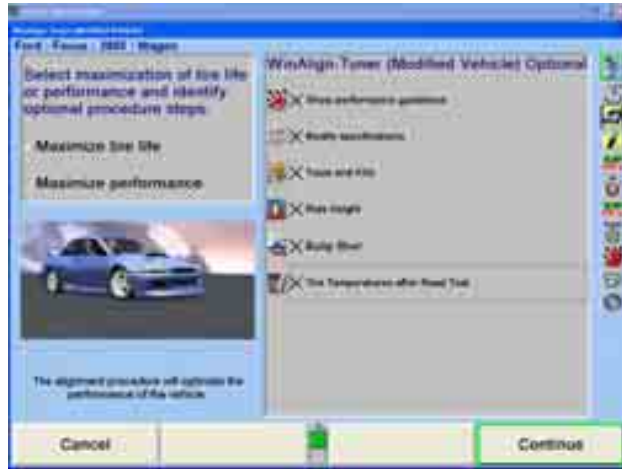 Ford : Focus : 2003 : Wagon
Select maximization of tire life
or performance and identify
optional procedure steps:
Maximize tire life
Maximize performance
The alignment procedure will optimize the
performance of the vehicle
WinAlign Tuner (Modified Vehicle) Optional
Show performance guidelines
Modify specifications
Tools and Kits
Ride Height
Bump Steer
Tire Temperatures after Road Test
Cancel
Continue